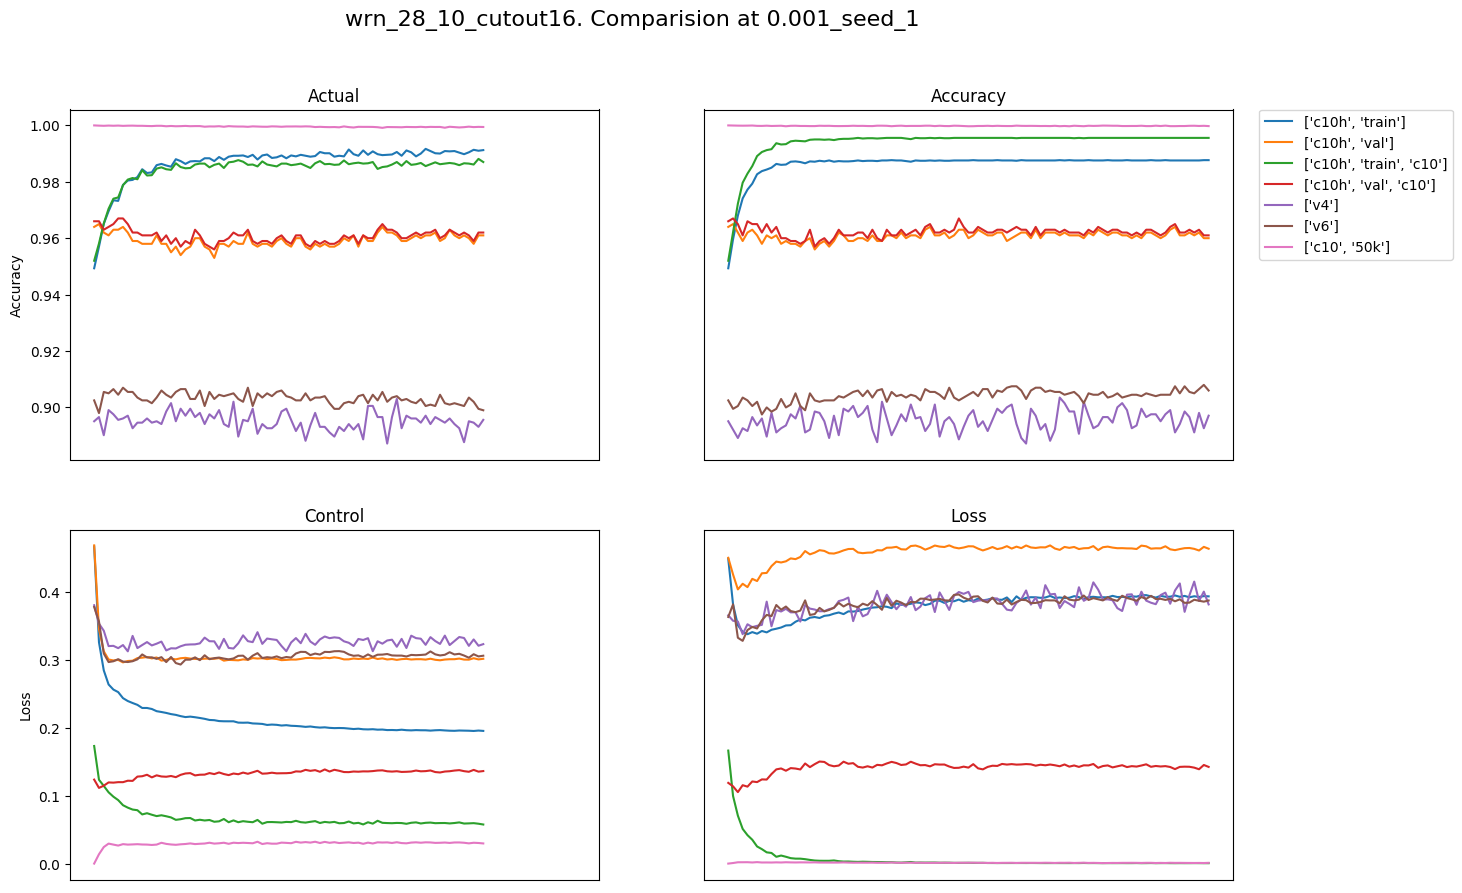 wrn_28_10_cutout16. Comparision at 0.001_seed_1
Actual
Accuracy
1.00
0.98
0.96
0.94
0.92
0.90
Accuracy
['c10h', 'train']
['c10h', 'val']
['c10h', 'train', 'c10']
['c10h', 'val', 'c10']
['v4']
['v6']
['c10', '50k']
Control
Loss
0.4
0.3
0.2
0.1
0.0
Loss